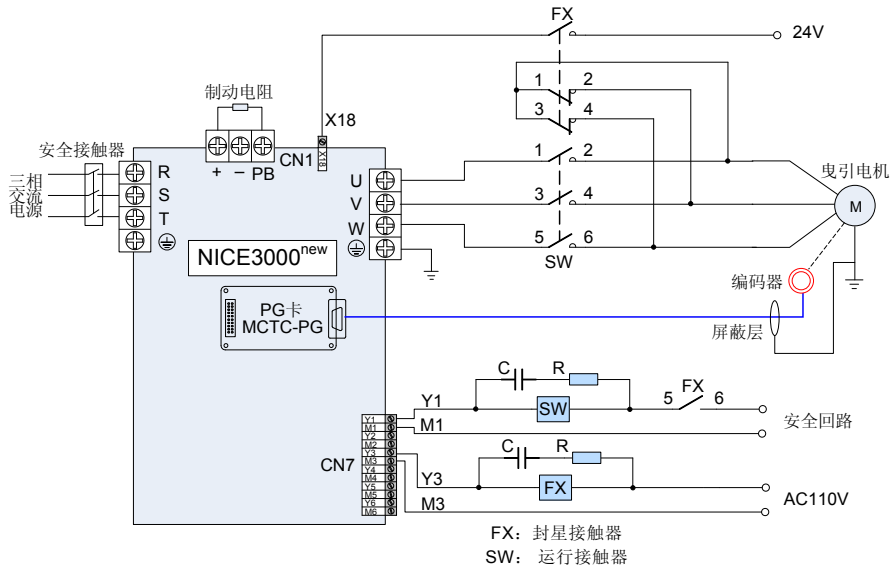 FX
24V
制动电阻
1 2
3 4
X18
安全接触器
+ − PB
CN1
X18
1 2
三相
交流
电源
R
S
T
U
V
W
3 4
曳引电机
M
5 6
SW
NICE3000new
编码器
PG卡
MCTC-PG
屏蔽层
C R
FX
Y1
SW
5 6
M1
安全回路
CN7
Y1
M1
Y2
M2
Y3
M3
Y4
M4
Y5
M5
Y6
M6
C R
Y3
FX
M3
AC110V
FX：封星接触器
SW：运行接触器